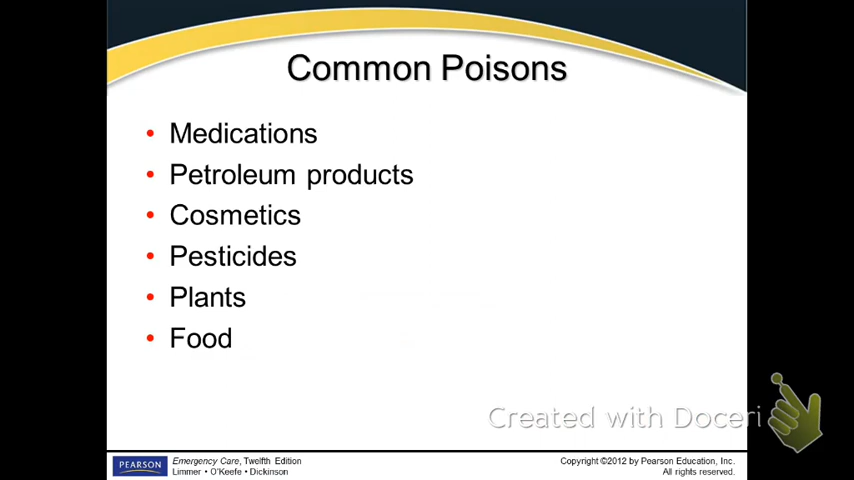 Common Poisons
• Medications
• Petroleum products
• Cosmetics
• Pesticides
• Plants
• Food
Created with Doceri
PEARSON
Emergency Care, Twelfth Edition
Limmer • O'Keefe • Dickinson
Copyright ©2012 by Pearson Education, Inc.
All rights reserved.